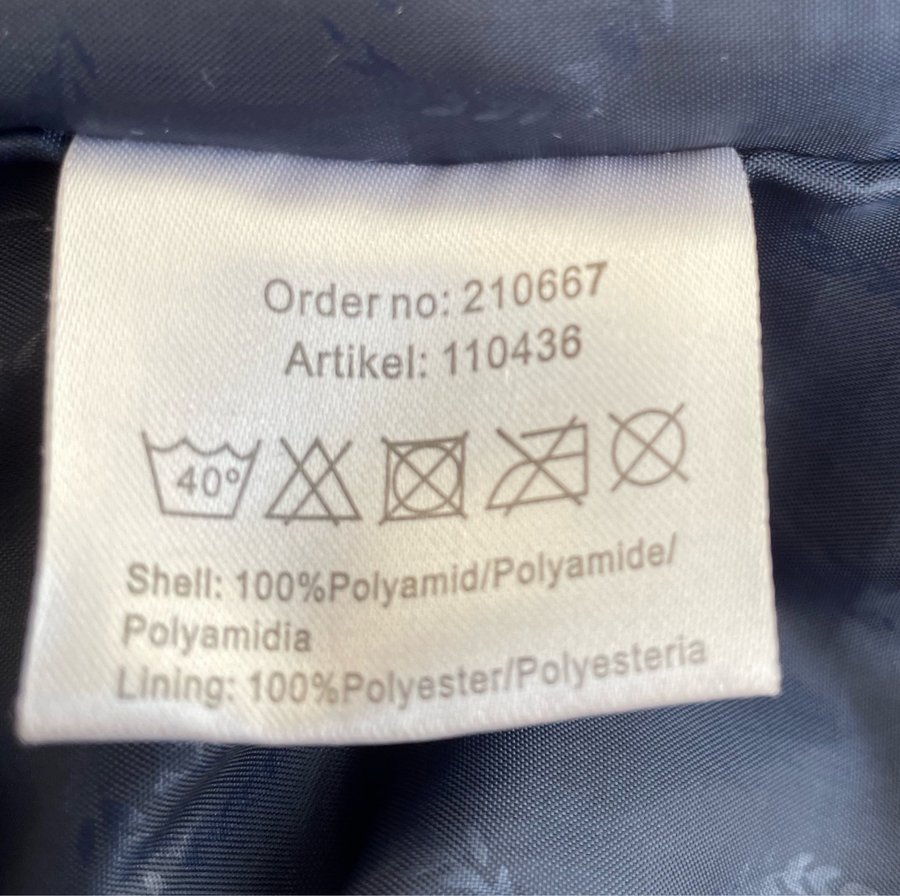 Order no: 210667
Artikel: 110436
40°
Shell: 100%Polyamid/Polyamide/
Polyamidia
Lining: 100%Polyester/Polyesteria